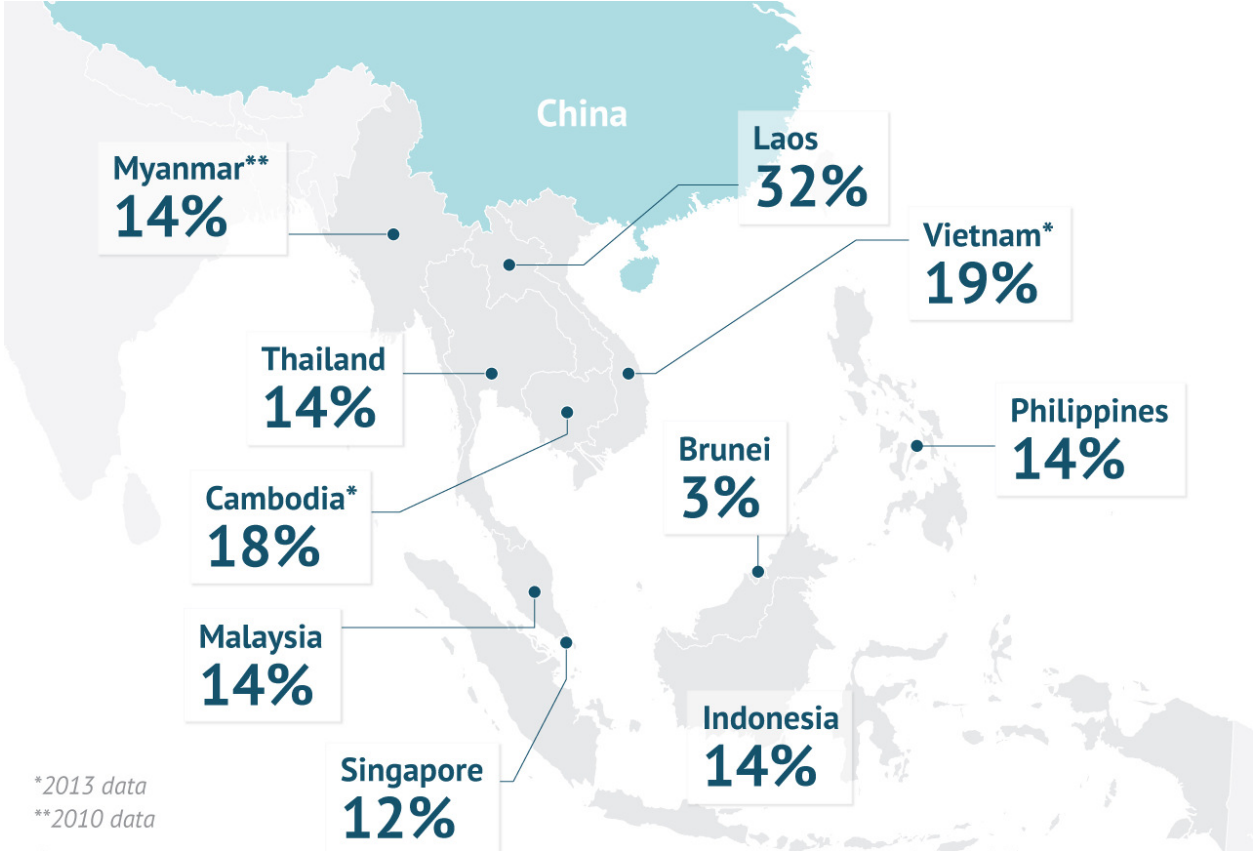 China
Laos
32%
Myanmar**
14%
Vietnam*
19%
Thailand
14%
Philippines
14%
Brunei
3%
Cambodia*
18%
Malaysia
14%
Indonesia
14%
Singapore
12%
*2013 data
**2010 data